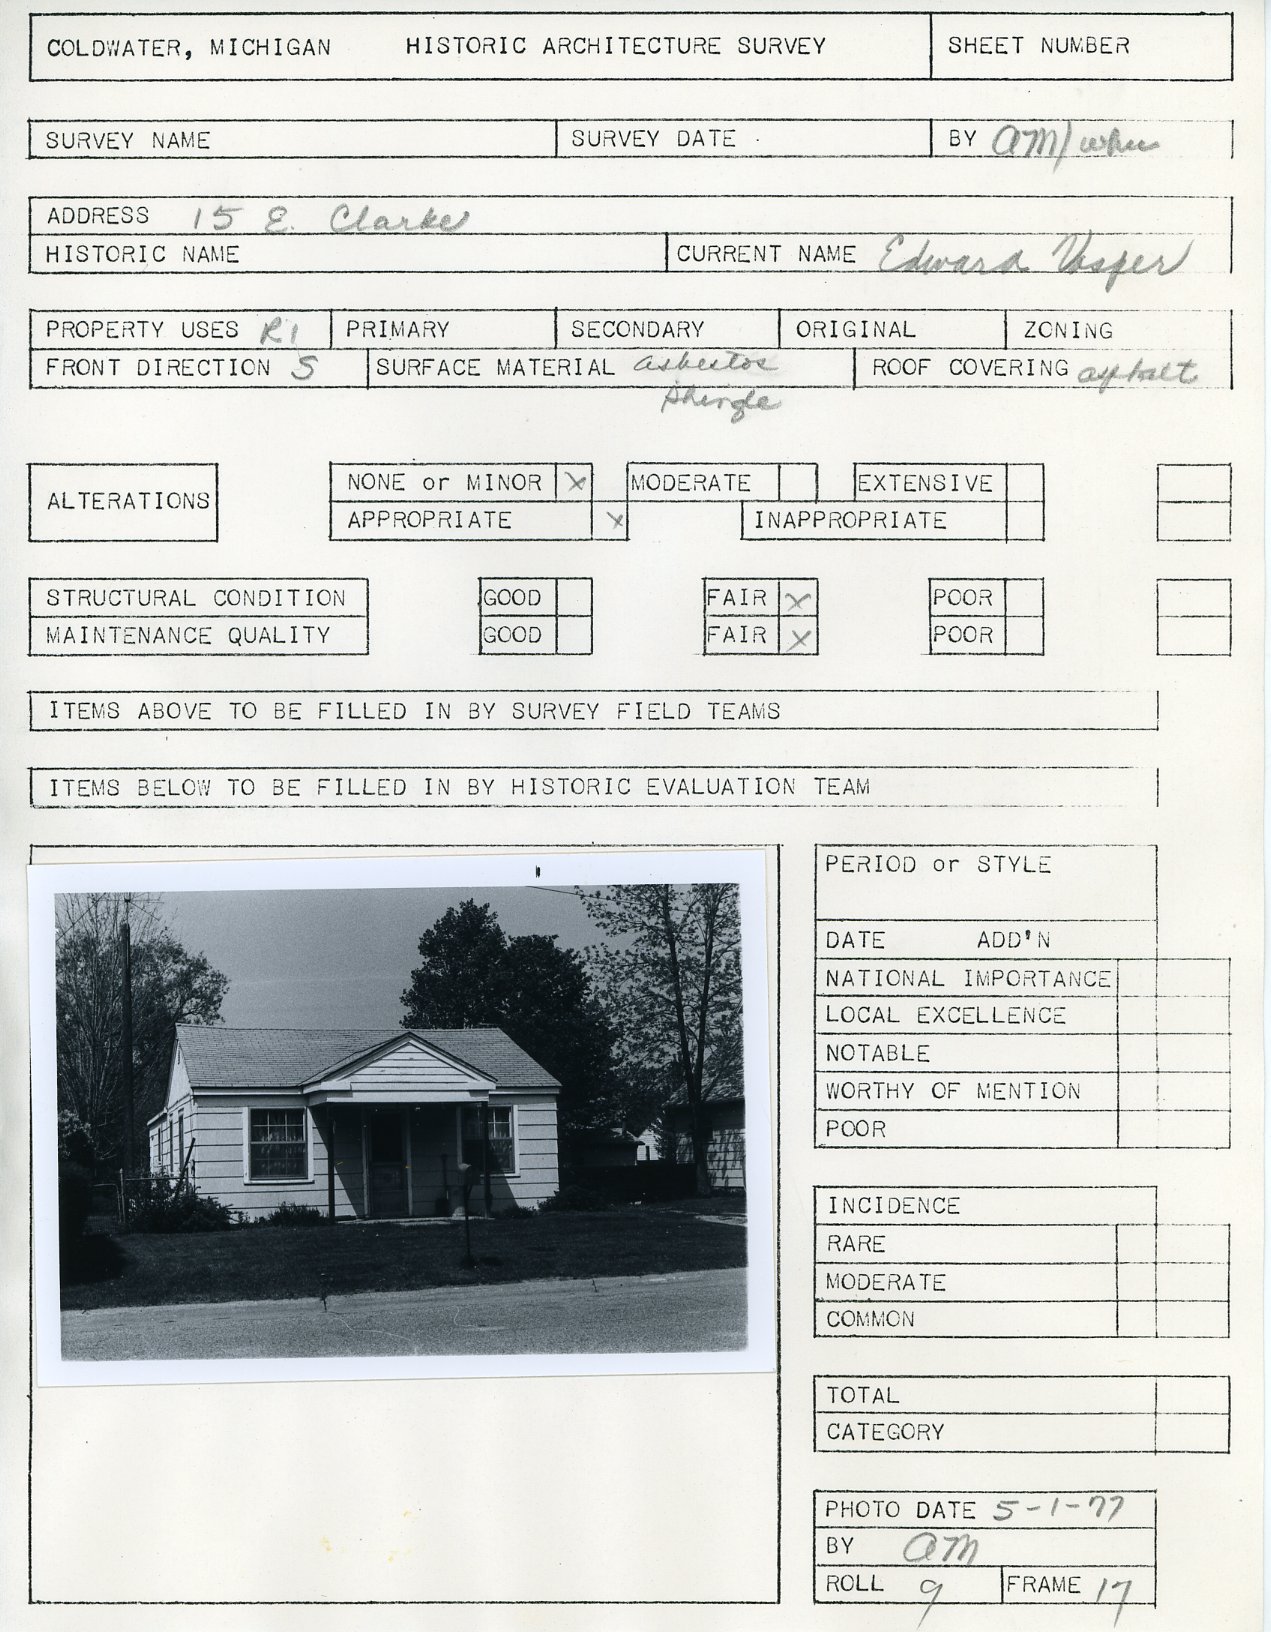 COLDWATER, MICHIGAN HISTORIC ARCHITECTURE SURVEY SHEET NUMBER
SURVEY NAME SURVEY DATE BY AM/
ADDRESS 15 E. Clarke
HISTORIC NAME CURRENT NAME Edward Vosper
PROPERTY USES R1 PRIMARY SECONDARY ORIGINAL ZONING
FRONT DIRECTION S SURFACE MATERIAL asbestos ROOF COVERING asphalt
shingle
ALTERATIONS NONE or MINOR X MODERATE EXTENSIVE
APPROPRIATE X INAPPROPRIATE
STRUCTURAL CONDITION GOOD FAIR X POOR
MAINTENANCE QUALITY GOOD FAIR X POOR
ITEMS ABOVE TO BE FILLED IN BY SURVEY FIELD TEAMS
ITEMS BELOW TO BE FILLED IN BY HISTORIC EVALUATION TEAM
PERIOD or STYLE
DATE ADD'N
NATIONAL IMPORTANCE
LOCAL EXCELLENCE
NOTABLE
WORTHY OF MENTION
POOR
INCIDENCE
RARE
MODERATE
COMMON
TOTAL
CATEGORY
PHOTO DATE 5-1-77
BY AM
ROLL 9 FRAME 17